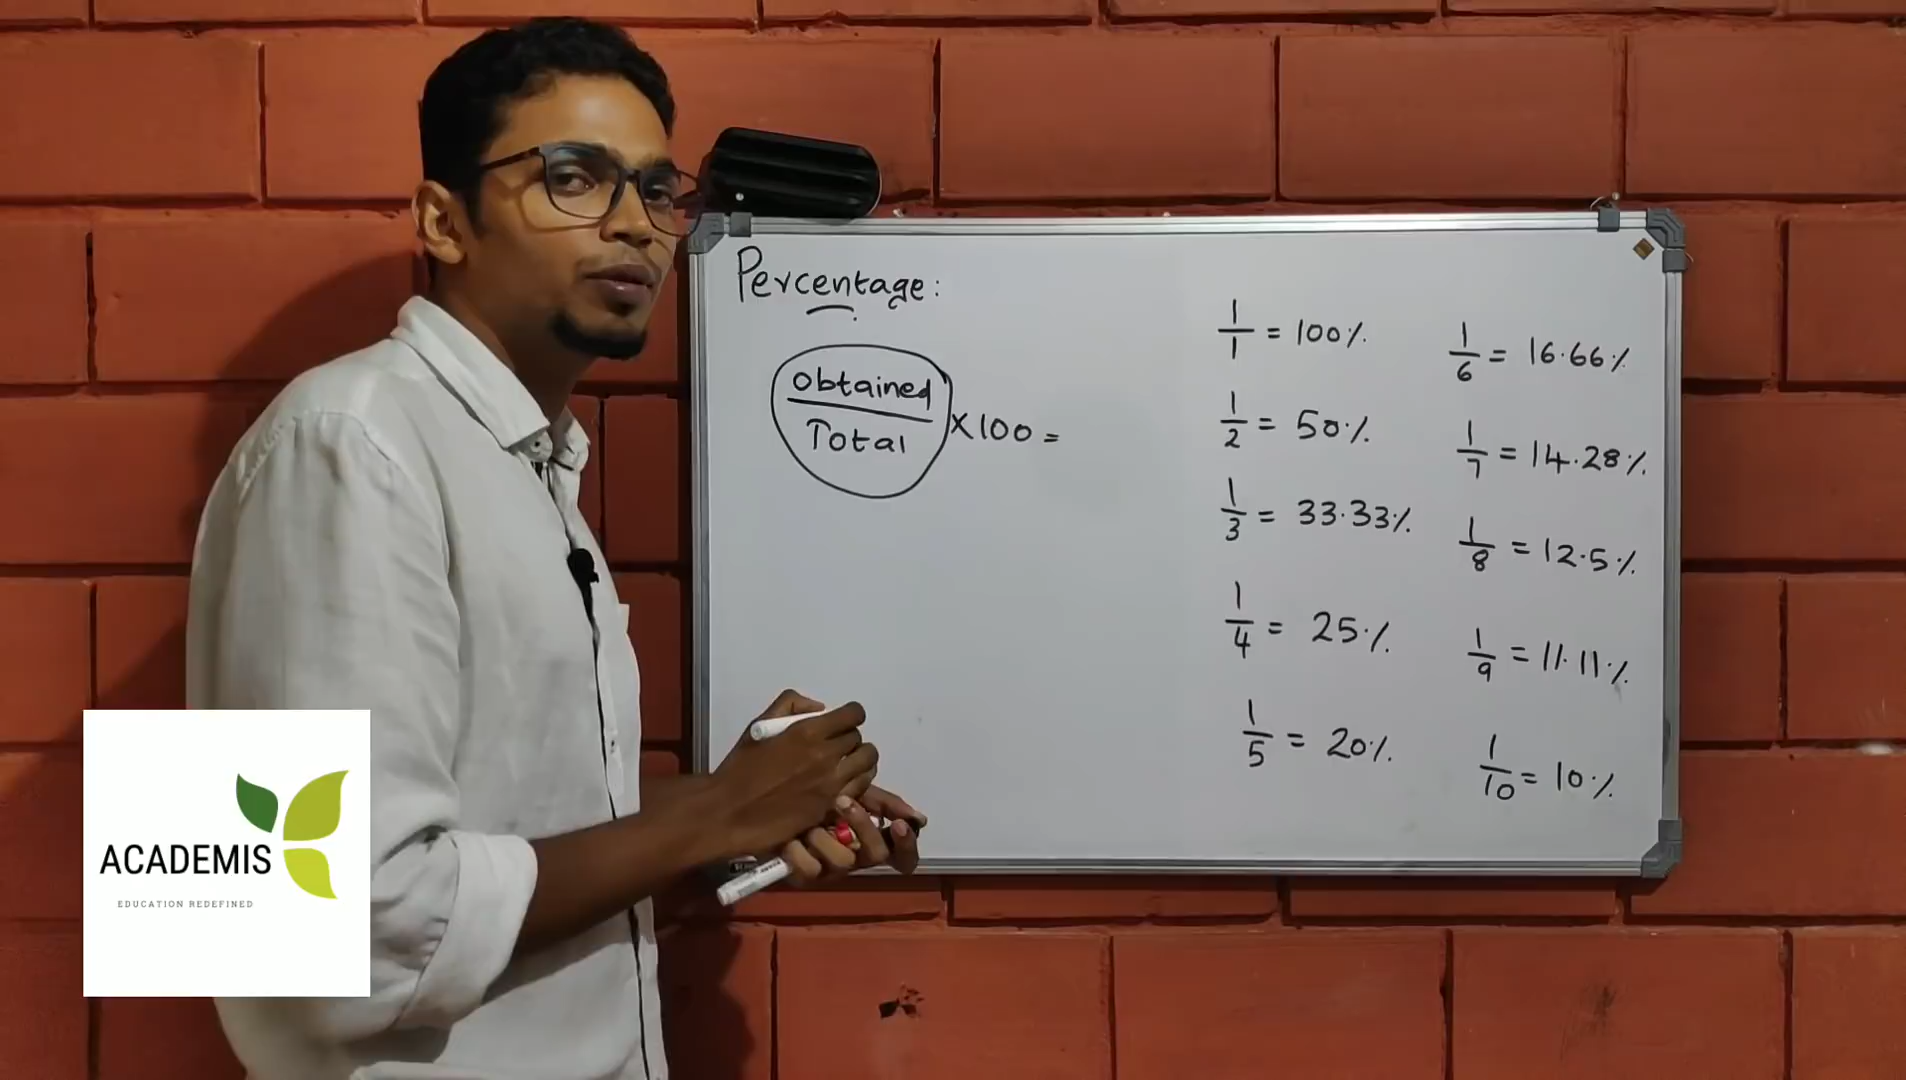 Percentage:
Obtained
Total
×100 =
1/1 = 100%
1/2 = 50%
1/3 = 33.33%
1/4 = 25%
1/5 = 20%
1/6 = 16.66%
1/7 = 14.28%
1/8 = 12.5%
1/9 = 11.11%
1/10 = 10%
ACADEMIS
EDUCATION REDEFINED